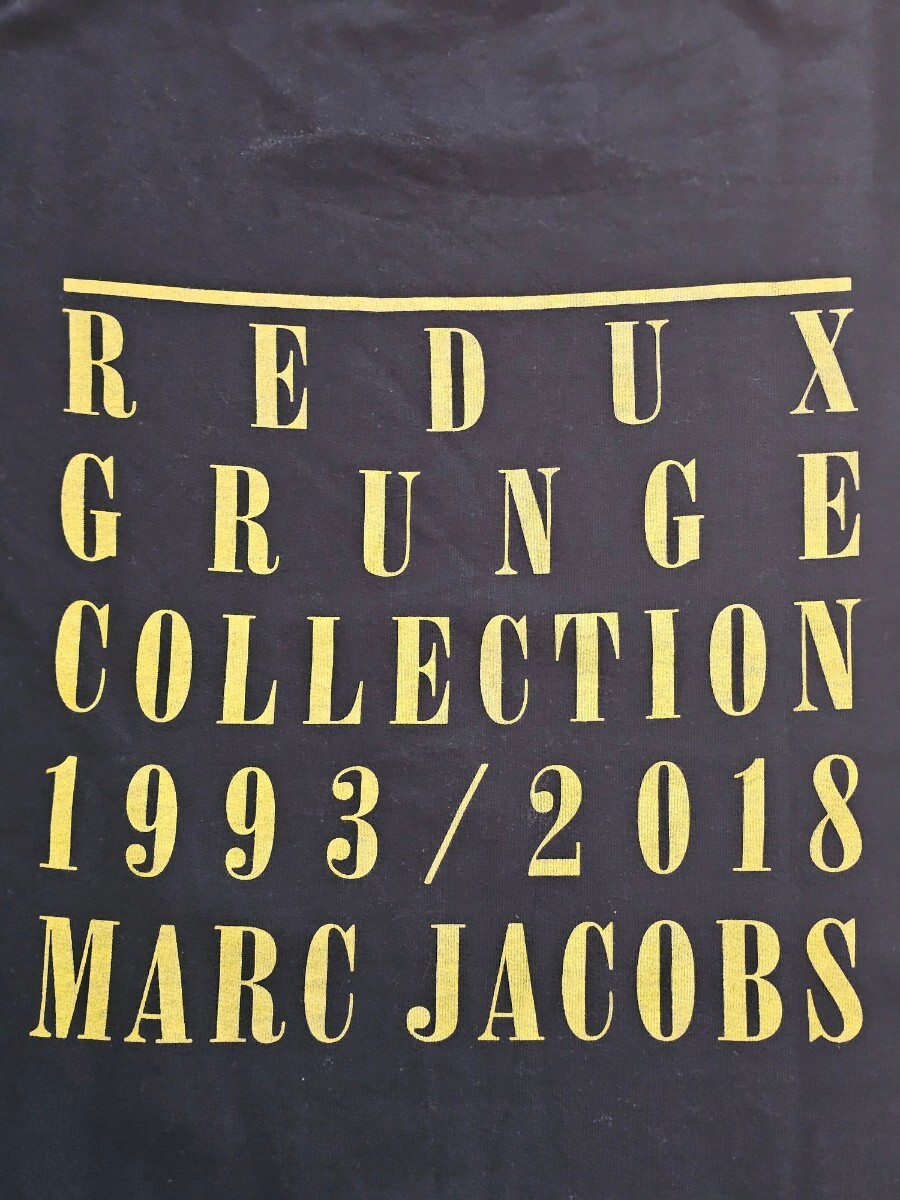 REDUX
GRUNGE
COLLECTION
1993/2018
MARC JACOBS